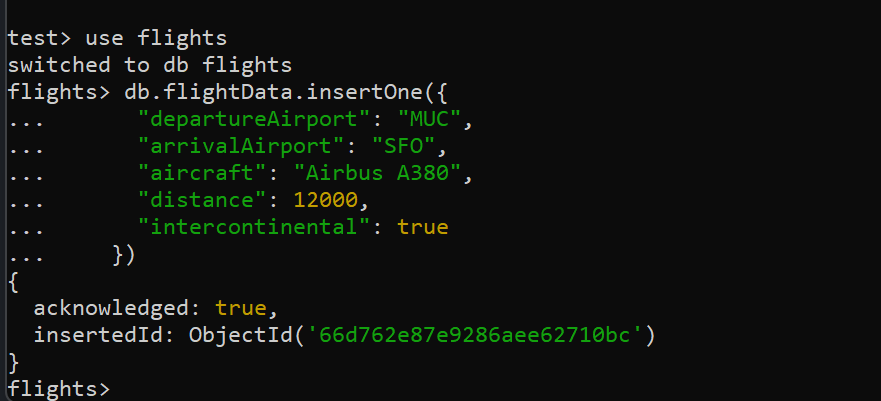 test> use flights
switched to db flights
flights> db.flightData.insertOne({
...       "departureAirport": "MUC",
...       "arrivalAirport": "SFO",
...       "aircraft": "Airbus A380",
...       "distance": 12000,
...       "intercontinental": true
...     })
{
  acknowledged: true,
  insertedId: ObjectId('66d762e87e9286aee62710bc')
}
flights>